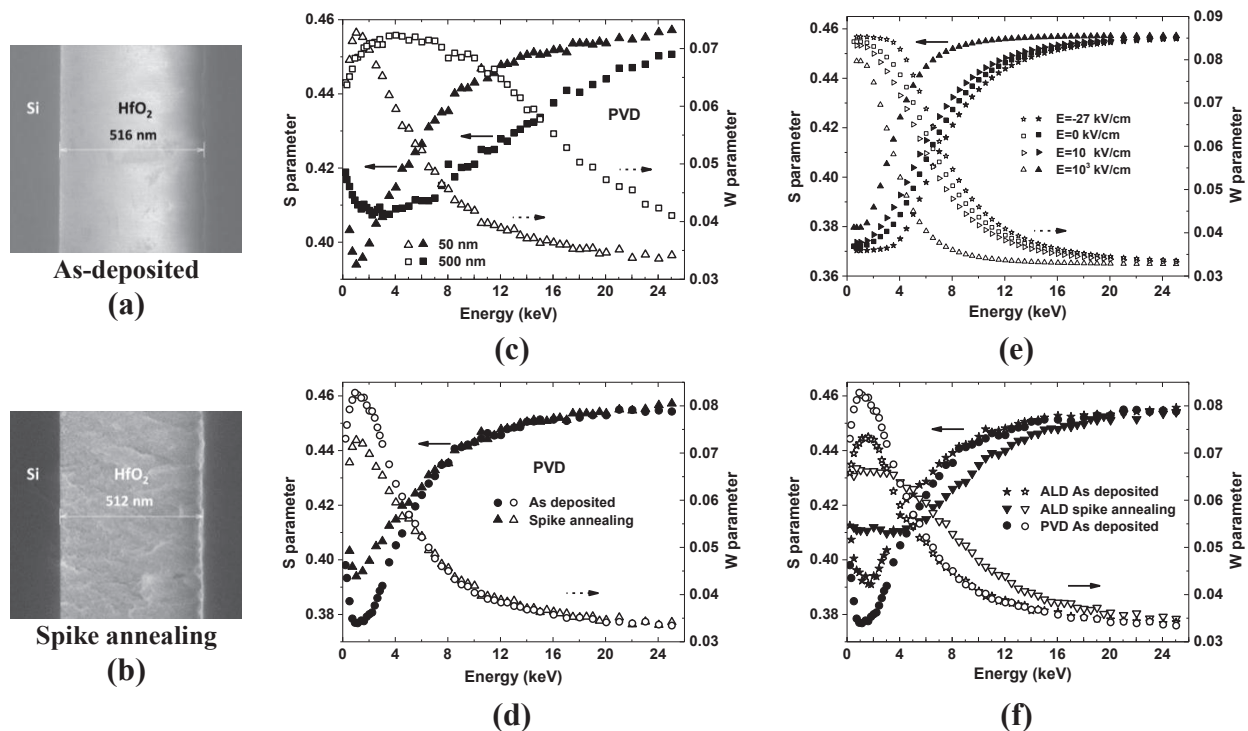 Si
HfO2
516 nm
As-deposited
(a)
0.46
0.44
0.42
0.40
S parameter
0.07
0.06
0.05
0.04
0.03
W parameter
PVD
50 nm
500 nm
0 4 8 12 16 20 24
Energy (keV)
(c)
0.46
0.44
0.42
0.40
0.38
0.36
S parameter
0.09
0.08
0.07
0.06
0.05
0.04
0.03
W parameter
E=-27 kV/cm
E=0 kV/cm
E=10 kV/cm
E=10³ kV/cm
0 4 8 12 16 20 24
Energy (keV)
(e)
Si
HfO2
512 nm
Spike annealing
(b)
0.46
0.44
0.42
0.40
0.38
S parameter
0.08
0.07
0.06
0.05
0.04
0.03
W parameter
PVD
As deposited
Spike annealing
0 4 8 12 16 20 24
Energy (keV)
(d)
0.46
0.44
0.42
0.40
0.38
S parameter
0.08
0.07
0.06
0.05
0.04
0.03
W parameter
ALD As deposited
ALD spike annealing
PVD As deposited
0 4 8 12 16 20 24
Energy (keV)
(f)